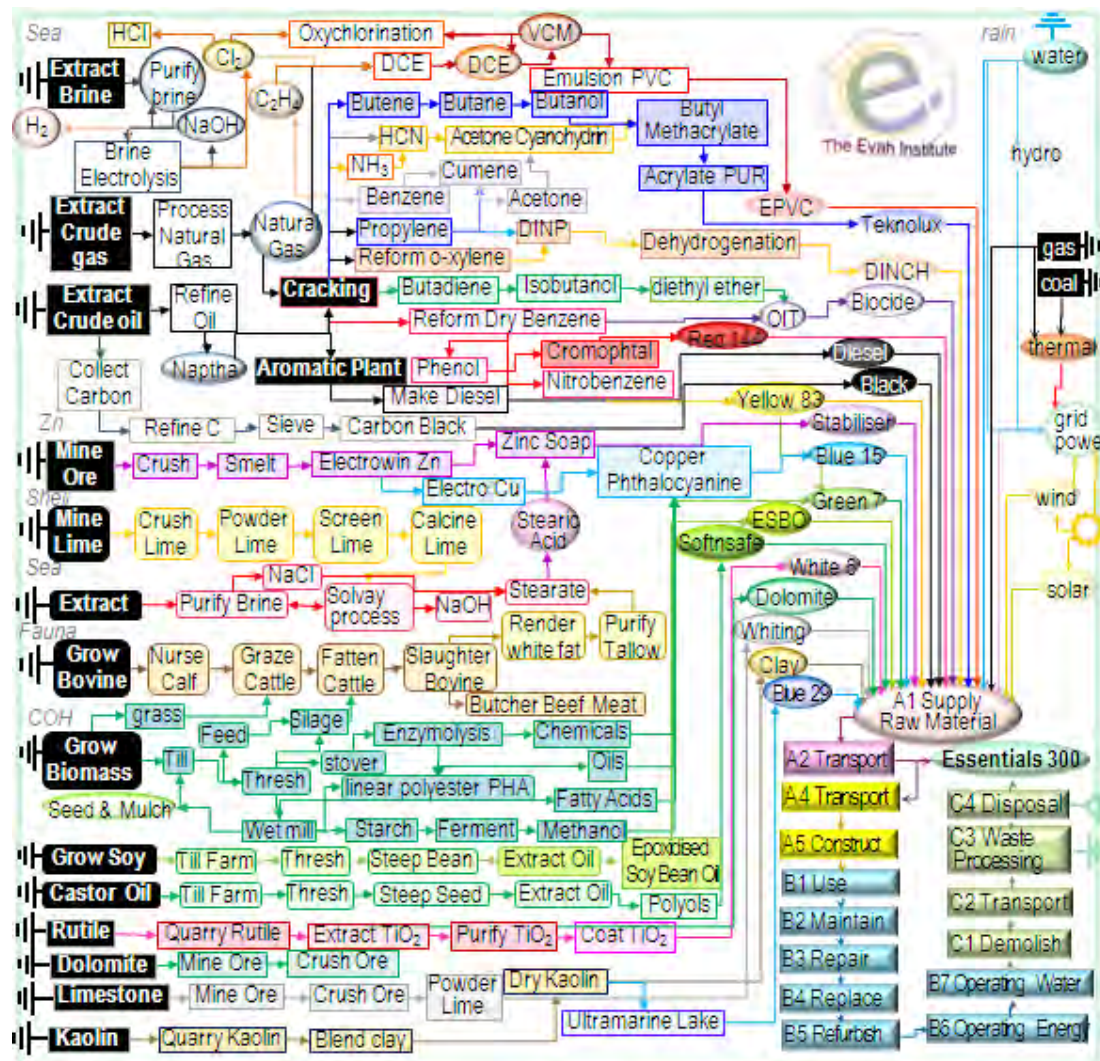 Sea
HCl
Oxychlorination
VCM
rain
Cl2
water
Extract
Brine
Purify
brine
DCE
DCE
Emulsion PVC
C2H4
Butene
Butane
Butanol
Butyl
Methacrylate
H2
NaOH
HCN
Acetone Cyanohydrin
The Evah Institute
hydro
Brine
Electrolysis
NH3
Cumene
Acrylate PUR
Benzene
Acetone
EPVC
Extract
Crude
gas
Process
Natural
Gas
Natural
Gas
Propylene
DINP
Dehydrogenation
Teknolux
gas
Reform o-xylene
DINCH
coal
Extract
Crude oil
Refine
Oil
Cracking
Butadiene
Isobutanol
diethyl ether
Biocide
OIT
Reform Dry Benzene
Red 144
thermal
Naptha
Aromatic Plant
Phenol
Cromophtal
Diesel
Collect
Carbon
Nitrobenzene
Black
Make Diesel
Yellow 83
Zn
Refine C
Sieve
Carbon Black
Stabiliser
grid
power
Mine
Ore
Crush
Smelt
Electrowin Zn
Zinc Soap
Copper
Phthalocyanine
Blue 15
Electro Cu
Green 7
wind
Shell
Mine
Lime
Crush
Lime
Powder
Lime
Screen
Lime
Calcine
Lime
Stearic
Acid
ESBO
Softnsafe
Sea
NaCl
White 6
solar
Extract
Purify Brine
Solvay
process
NaOH
Stearate
Dolomite
Fauna
Render
white fat
Purify
Tallow
Whiting
Grow
Bovine
Nurse
Calf
Graze
Cattle
Fatten
Cattle
Slaughter
Bovine
Clay
Butcher Beef Meat
Blue 29
A1 Supply
Raw Material
COH
grass
Silage
Feed
Enzymolysis
Chemicals
Grow
Biomass
Till
stover
Oils
A2 Transport
Essentials 300
Thresh
linear polyester PHA
Fatty Acids
A4 Transport
C4 Disposal
Seed & Mulch
Wet mill
Starch
Ferment
Methanol
A5 Construct
C3 Waste
Processing
Grow Soy
Till Farm
Thresh
Steep Bean
Extract Oil
Epoxidised
Soy Bean Oil
B1 Use
Castor Oil
Till Farm
Thresh
Steep Seed
Extract Oil
Polyols
C2 Transport
B2 Maintain
Rutile
Quarry Rutile
Extract TiO2
Purify TiO2
Coat TiO2
C1 Demolish
B3 Repair
Dolomite
Mine Ore
Crush Ore
B7 Operating Water
Limestone
Mine Ore
Crush Ore
Powder
Lime
Dry Kaolin
B4 Replace
Ultramarine Lake
B5 Refurbish
B6 Operating Energy
Kaolin
Quarry Kaolin
Blend clay